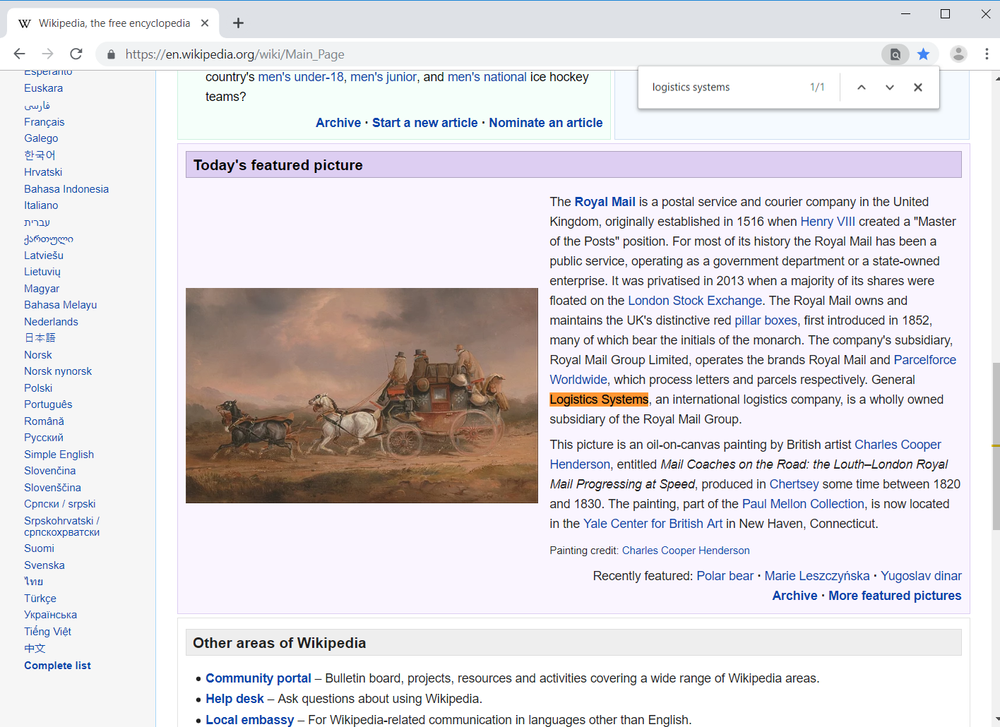 Wikipedia, the free encyclopedia
https://en.wikipedia.org/wiki/Main_Page
logistics systems 1/1
Esperanto
Euskara
فارسی
Français
Galego
한국어
Hrvatski
Bahasa Indonesia
Italiano
עברית
ქართული
Latviešu
Lietuvių
Magyar
Bahasa Melayu
Nederlands
日本語
Norsk
Norsk nynorsk
Polski
Português
Română
Русский
Simple English
Slovenčina
Slovenščina
Српски / srpski
Srpskohrvatski /
српскохрватски
Suomi
Svenska
ไทย
Türkçe
Українська
Tiếng Việt
中文
Complete list
country's men's under-18, men's junior, and men's national ice hockey
teams?
Archive · Start a new article · Nominate an article
Today's featured picture
The Royal Mail is a postal service and courier company in the United
Kingdom, originally established in 1516 when Henry VIII created a "Master
of the Posts" position. For most of its history the Royal Mail has been a
public service, operating as a government department or a state-owned
enterprise. It was privatised in 2013 when a majority of its shares were
floated on the London Stock Exchange. The Royal Mail owns and
maintains the UK's distinctive red pillar boxes, first introduced in 1852,
many of which bear the initials of the monarch. The company's subsidiary,
Royal Mail Group Limited, operates the brands Royal Mail and Parcelforce
Worldwide, which process letters and parcels respectively. General
Logistics Systems, an international logistics company, is a wholly owned
subsidiary of the Royal Mail Group.
This picture is an oil-on-canvas painting by British artist Charles Cooper
Henderson, entitled Mail Coaches on the Road: the Louth–London Royal
Mail Progressing at Speed, produced in Chertsey some time between 1820
and 1830. The painting, part of the Paul Mellon Collection, is now located
in the Yale Center for British Art in New Haven, Connecticut.
Painting credit: Charles Cooper Henderson
Recently featured: Polar bear · Marie Leszczyńska · Yugoslav dinar
Archive · More featured pictures
Other areas of Wikipedia
• Community portal – Bulletin board, projects, resources and activities covering a wide range of Wikipedia areas.
• Help desk – Ask questions about using Wikipedia.
• Local embassy – For Wikipedia-related communication in languages other than English.